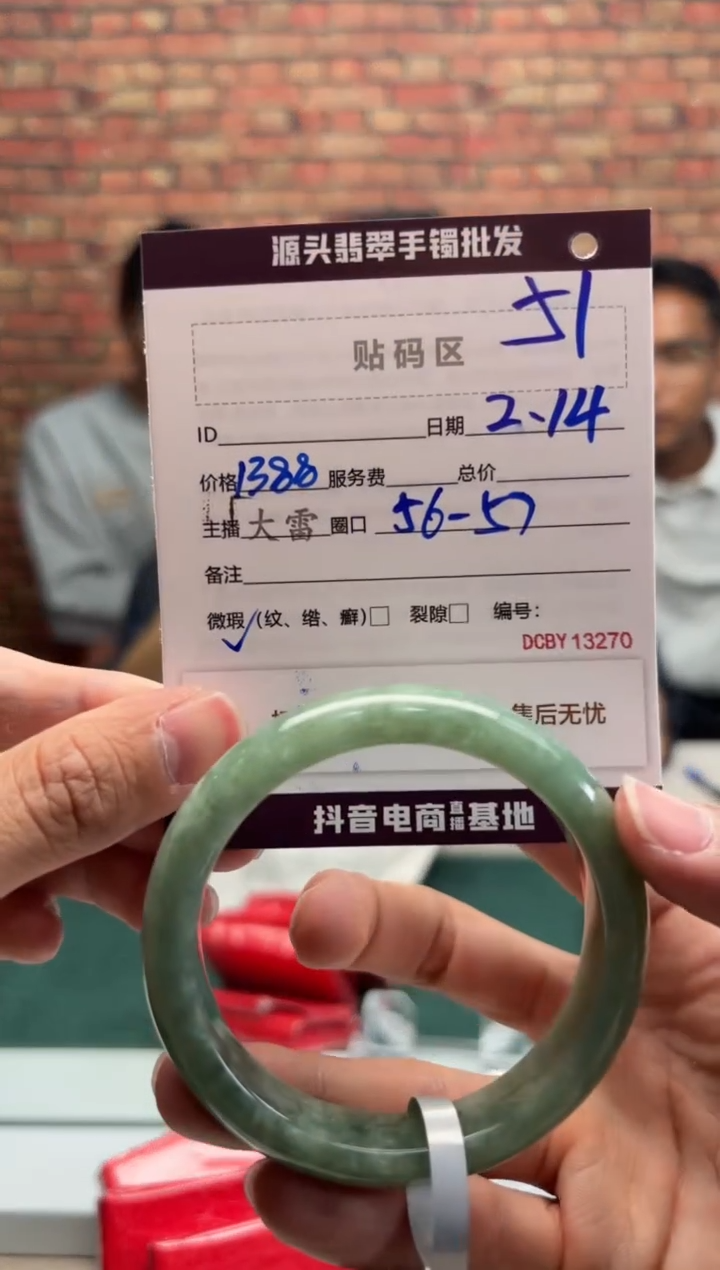 源头翡翠手镯批发
51
贴码区
ID 日期 2.14
价格 1388 服务费 总价
主播 大雷 圈口 56-57
备注
微瑕✓(纹、绺、癣)□ 裂隙□ 编号:
DCBY 13270
售后无忧
抖音电商直播基地